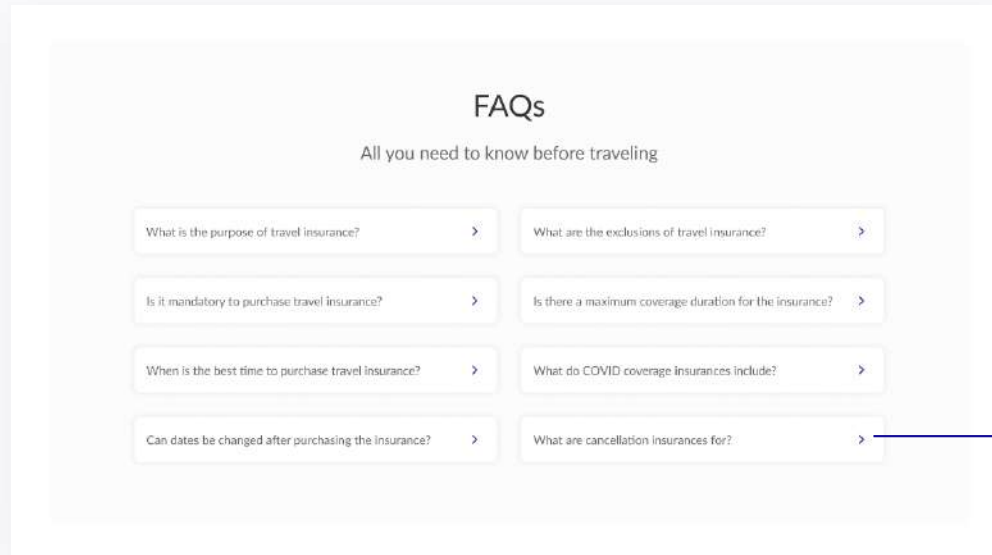 FAQs
All you need to know before traveling
What is the purpose of travel insurance?
What are the exclusions of travel insurance?
Is it mandatory to purchase travel insurance?
Is there a maximum coverage duration for the insurance?
When is the best time to purchase travel insurance?
What do COVID coverage insurances include?
Can dates be changed after purchasing the insurance?
What are cancellation insurances for?